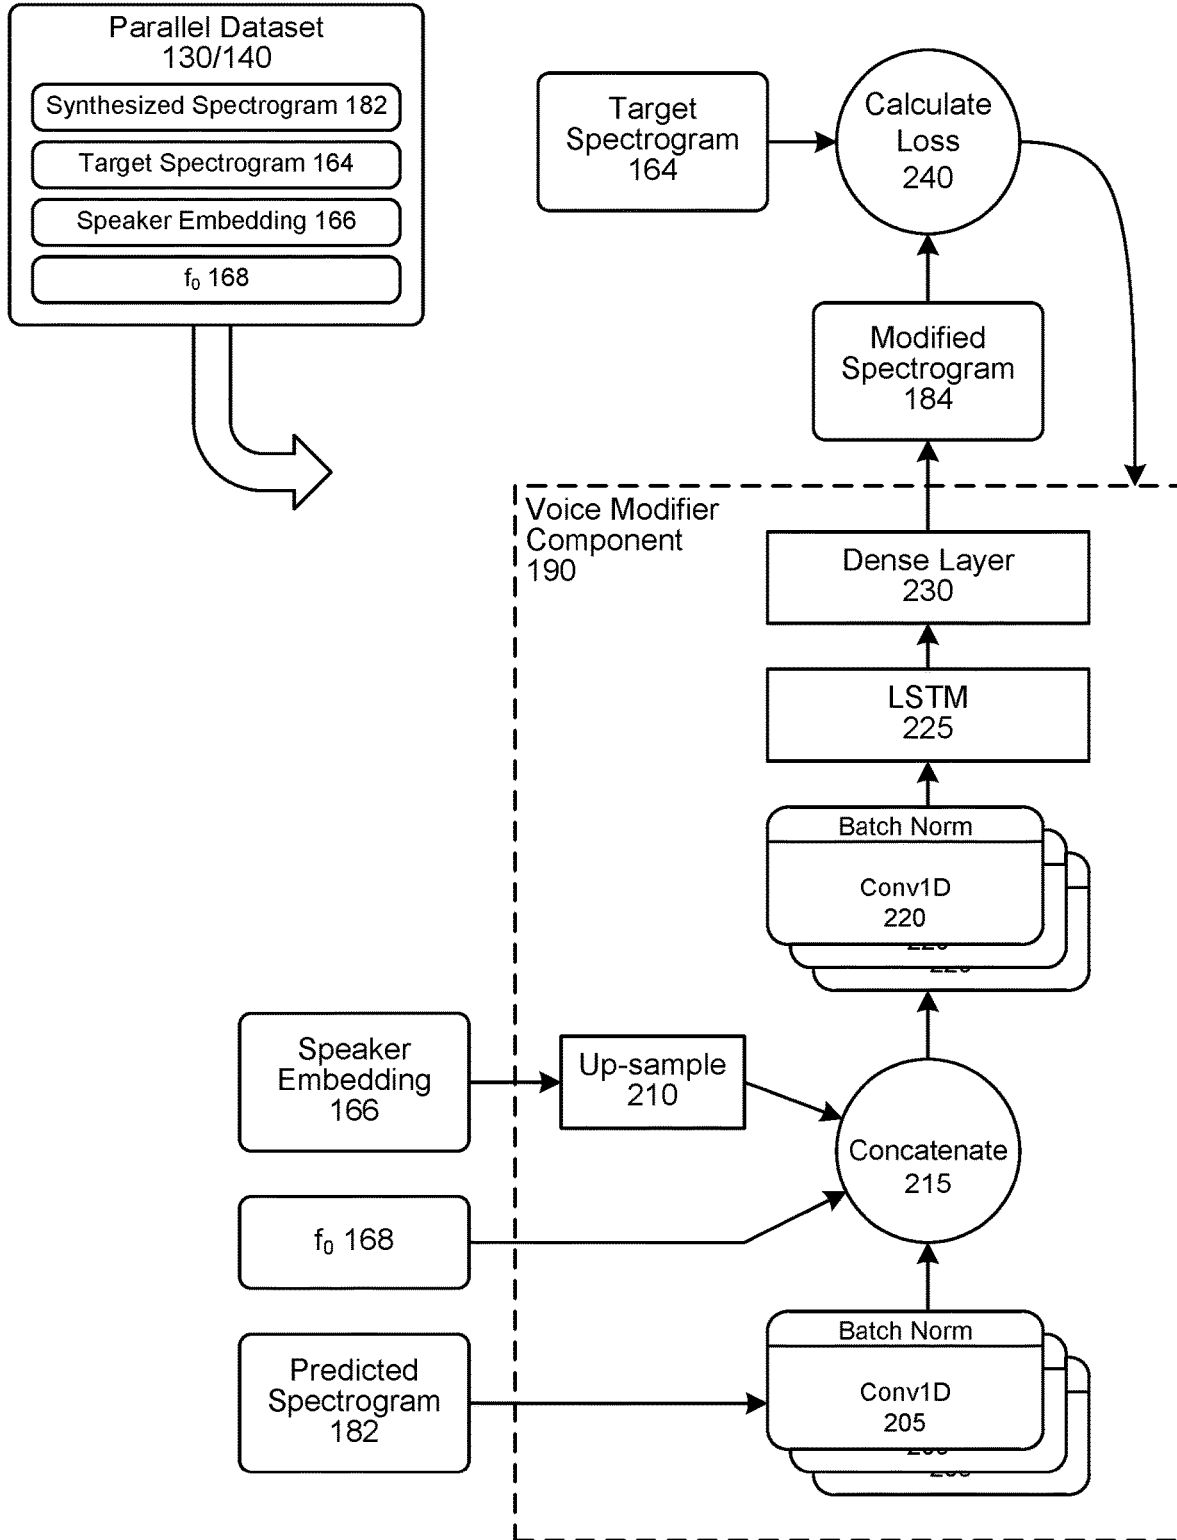 Parallel Dataset
130/140
Synthesized Spectrogram 182
Target Spectrogram 164
Speaker Embedding 166
f₀ 168
Target
Spectrogram
164
Calculate
Loss
240
Modified
Spectrogram
184
Voice Modifier
Component
190
Dense Layer
230
LSTM
225
Batch Norm
Conv1D
220
Speaker
Embedding
166
Up-sample
210
Concatenate
215
f₀ 168
Predicted
Spectrogram
182
Batch Norm
Conv1D
205